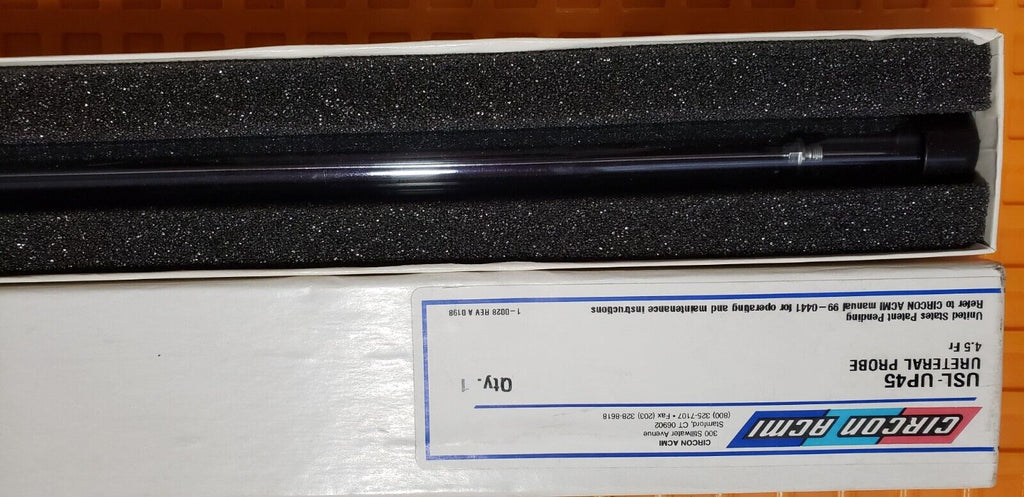 CIRCON ACMI
CIRCON ACMI
300 Stillwater Avenue
Stamford, CT 06902
(800) 325-7107 • Fax (203) 328-8618
USL-UP45
URETERAL PROBE
4.5 Fr
Qty. 1
United States Patent Pending
Refer to CIRCON ACMI manual 99-0441 for operating and maintenance instructions
1-0028 REV A 0198